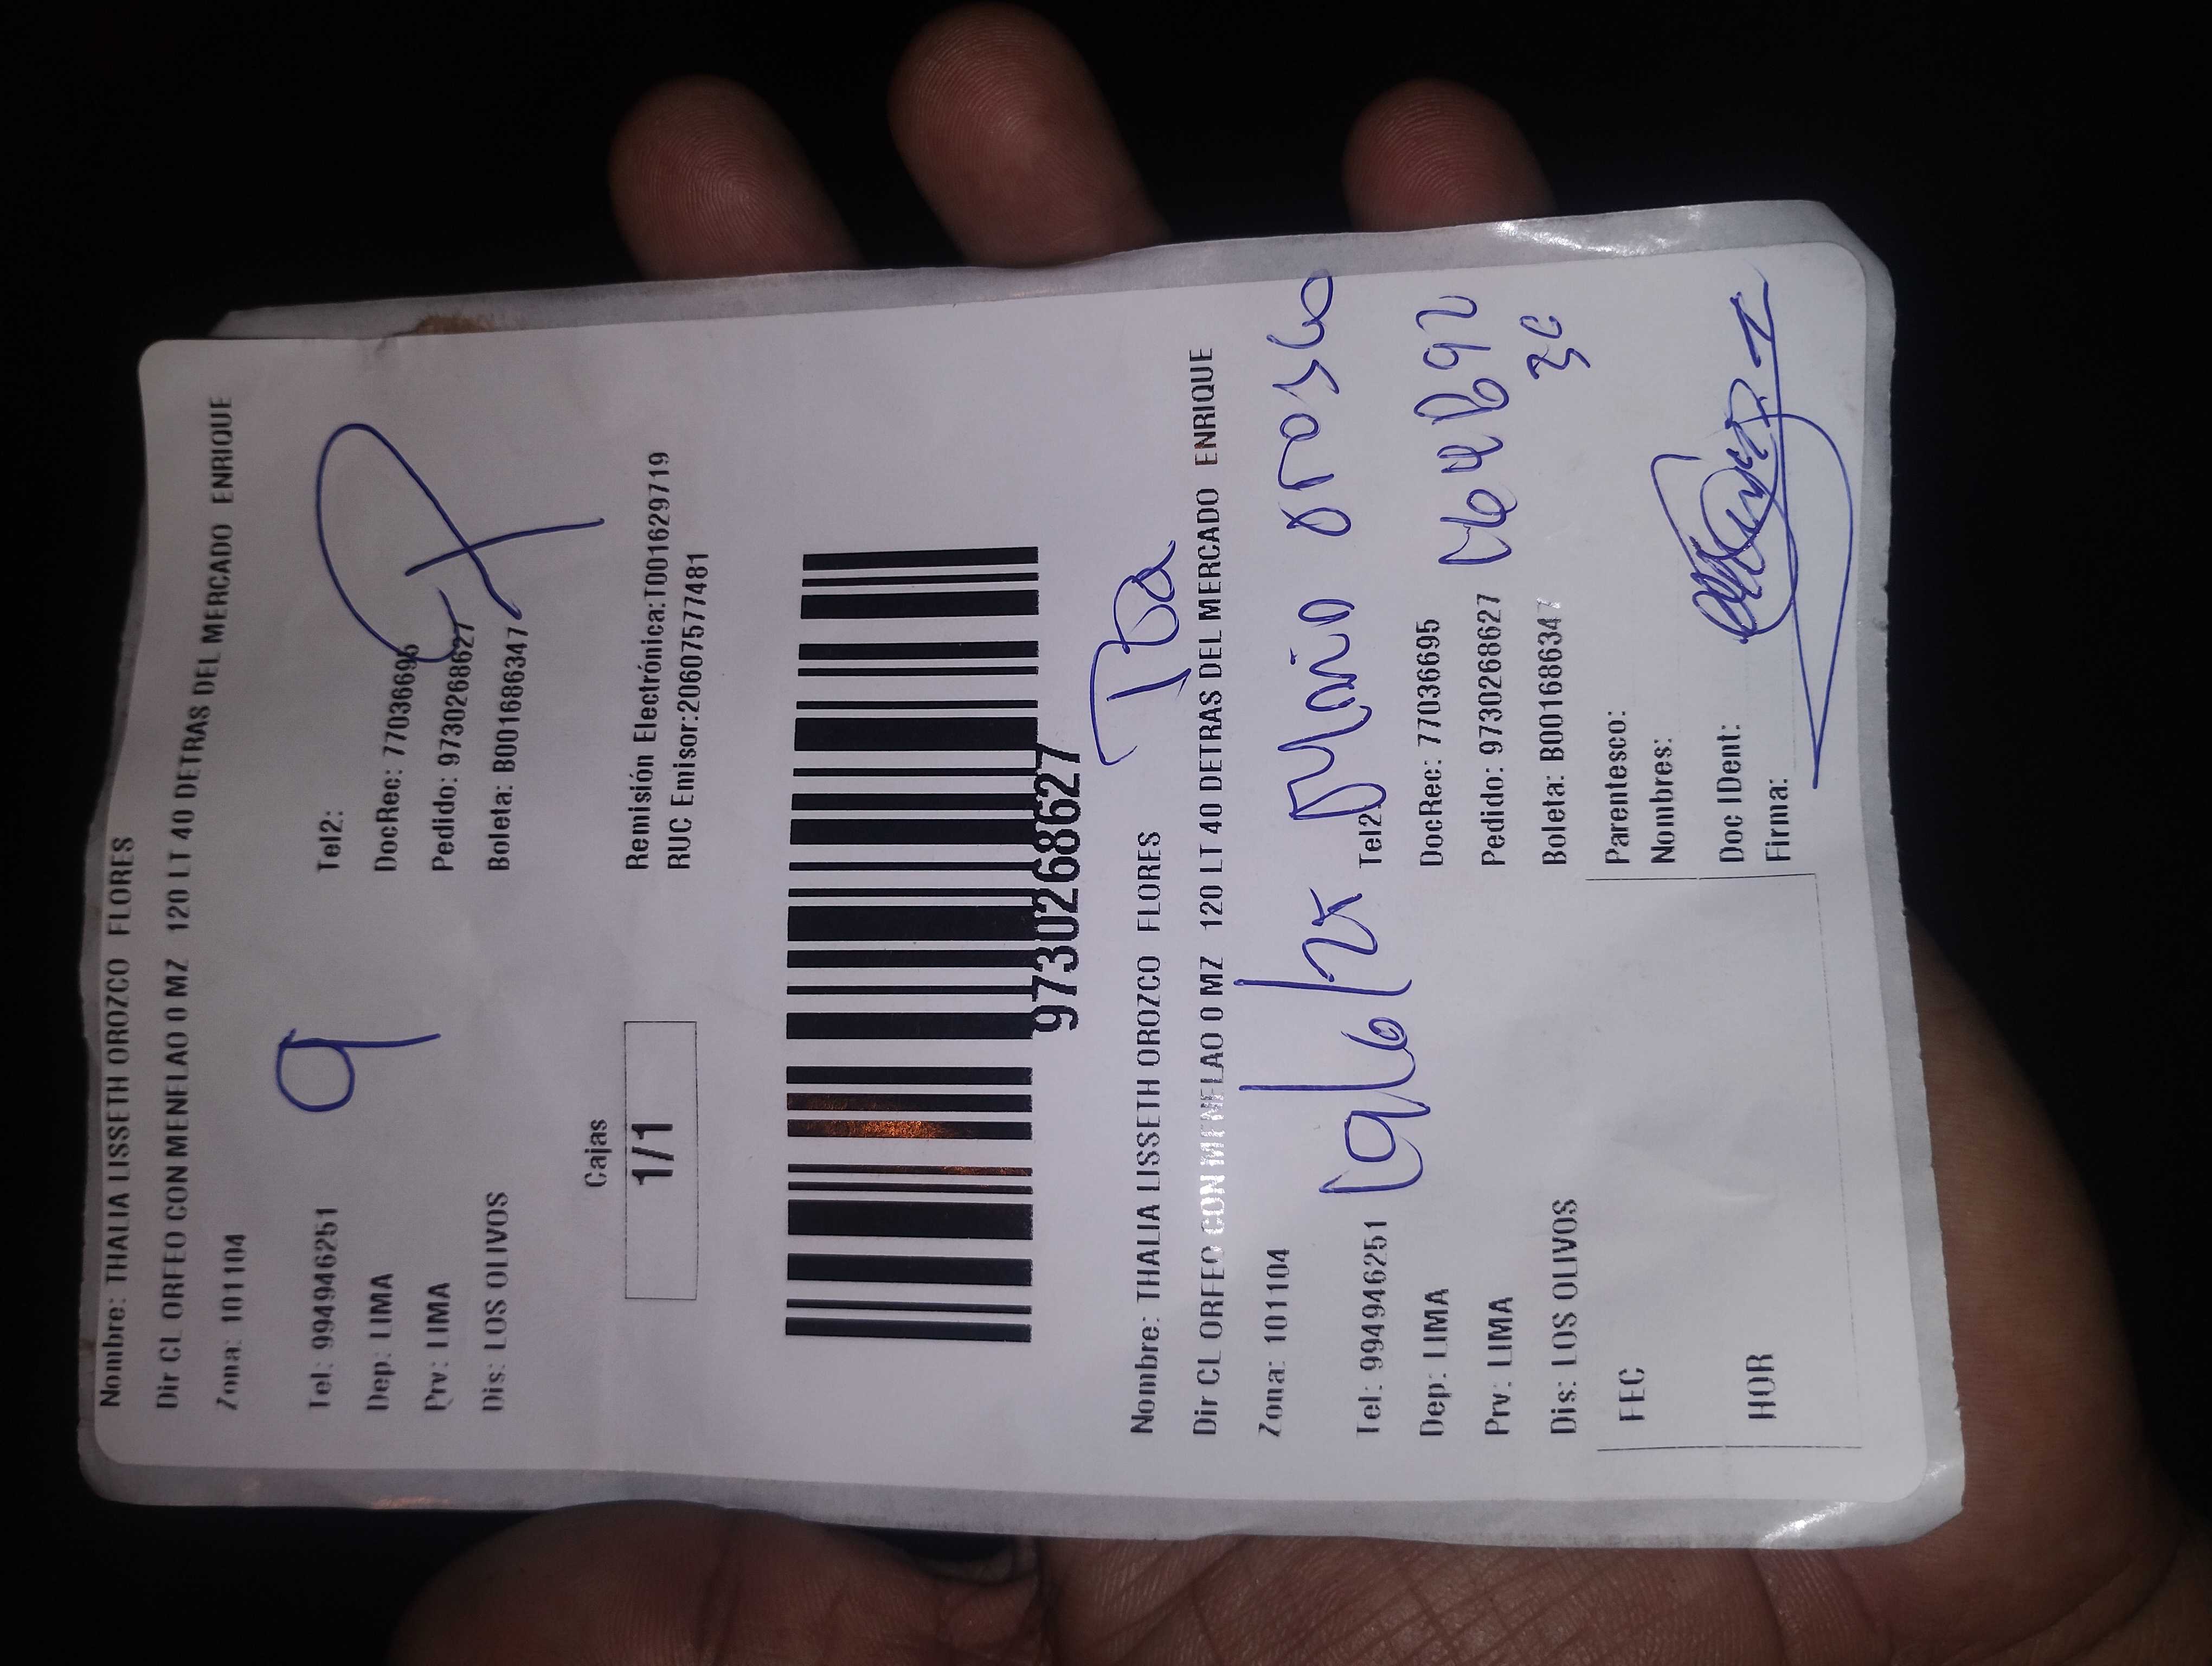 Nombre: THALIA LISSETH OROZCO FLORES
Dir CL ORFEO CON MENELAO 0 MZ 120 LT 40 DETRAS DEL MERCADO ENRIQUE
Zona: 101104
9
Tel: 994946251 Tel2:
Dep: LIMA DocRec: 77036695
Prv: LIMA Pedido: 9730268627
Dis: LOS OLIVOS Boleta: B001686347
Cajas
1/1
Remisión Electrónica:T001629719
RUC Emisor:20607577481
9730268627
Nombre: THALIA LISSETH OROZCO FLORES
Dir CL ORFEO CON MENELAO 0 MZ 120 LT 40 DETRAS DEL MERCADO ENRIQUE
Zona: 101104
19/6/25
Tel: 994946251 Tel2
Dep: LIMA DocRec: 77036695
Prv: LIMA Pedido: 9730268627
Dis: LOS OLIVOS Boleta: B001686347
FEC Parentesco:
Nombres:
HOR Doc IDent:
Firma: